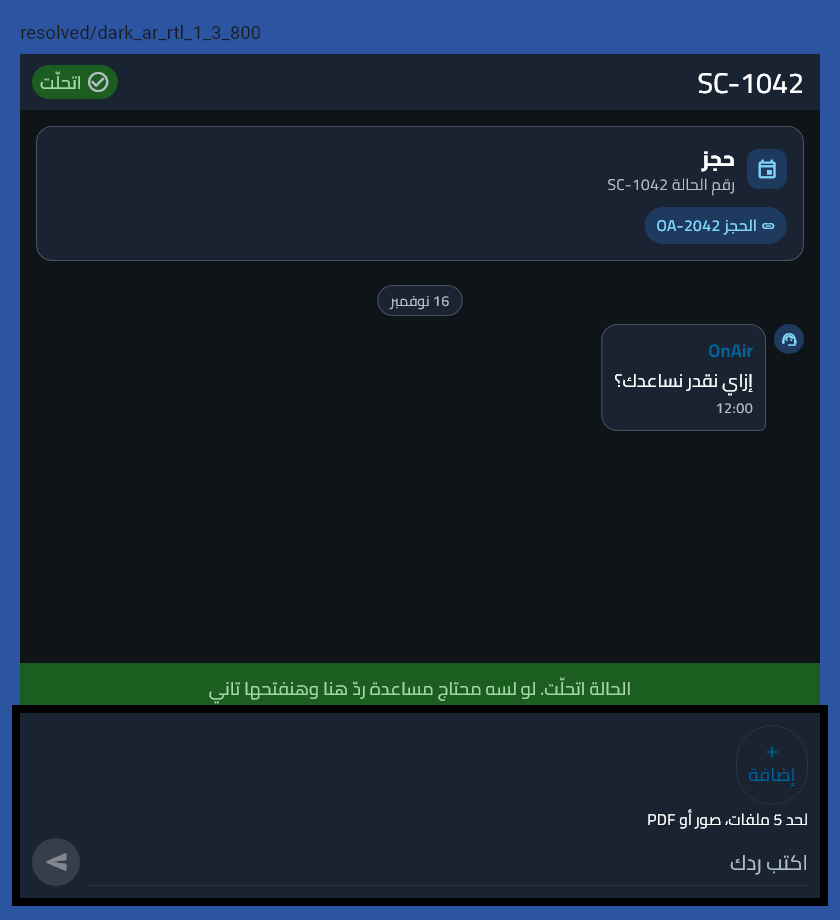 resolved/dark_ar_rtl_1_3_800
SC-1042
اتحلّت
حجز
رقم الحالة SC-1042
الحجز OA-2042
16 نوفمبر
OnAir
إزاي نقدر نساعدك؟
12:00
الحالة اتحلّت. لو لسه محتاج مساعدة ردّ هنا وهنفتحها تاني
+
إضافة
لحد 5 ملفات، صور أو PDF
اكتب ردك